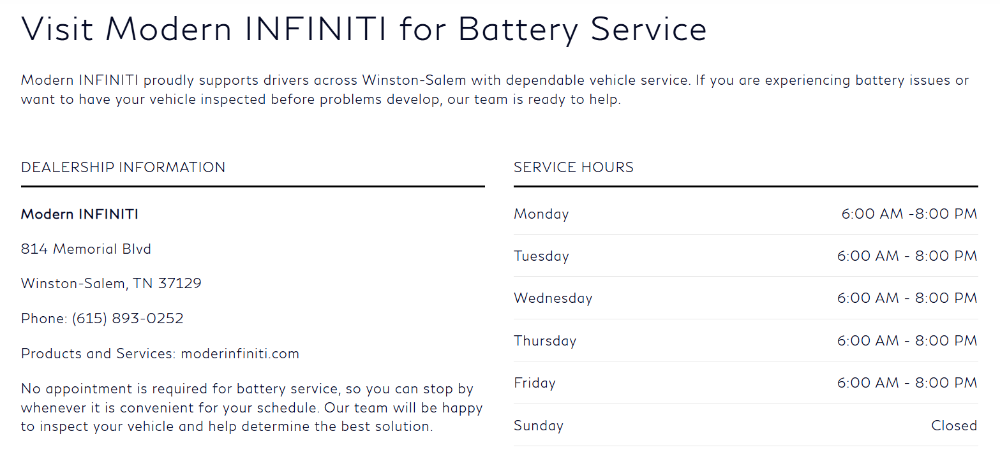 Visit Modern INFINITI for Battery Service
Modern INFINITI proudly supports drivers across Winston-Salem with dependable vehicle service. If you are experiencing battery issues or
want to have your vehicle inspected before problems develop, our team is ready to help.
DEALERSHIP INFORMATION
Modern INFINITI
814 Memorial Blvd
Winston-Salem, TN 37129
Phone: (615) 893-0252
Products and Services: moderinfiniti.com
No appointment is required for battery service, so you can stop by
whenever it is convenient for your schedule. Our team will be happy
to inspect your vehicle and help determine the best solution.
SERVICE HOURS
Monday 6:00 AM -8:00 PM
Tuesday 6:00 AM - 8:00 PM
Wednesday 6:00 AM - 8:00 PM
Thursday 6:00 AM - 8:00 PM
Friday 6:00 AM - 8:00 PM
Sunday Closed